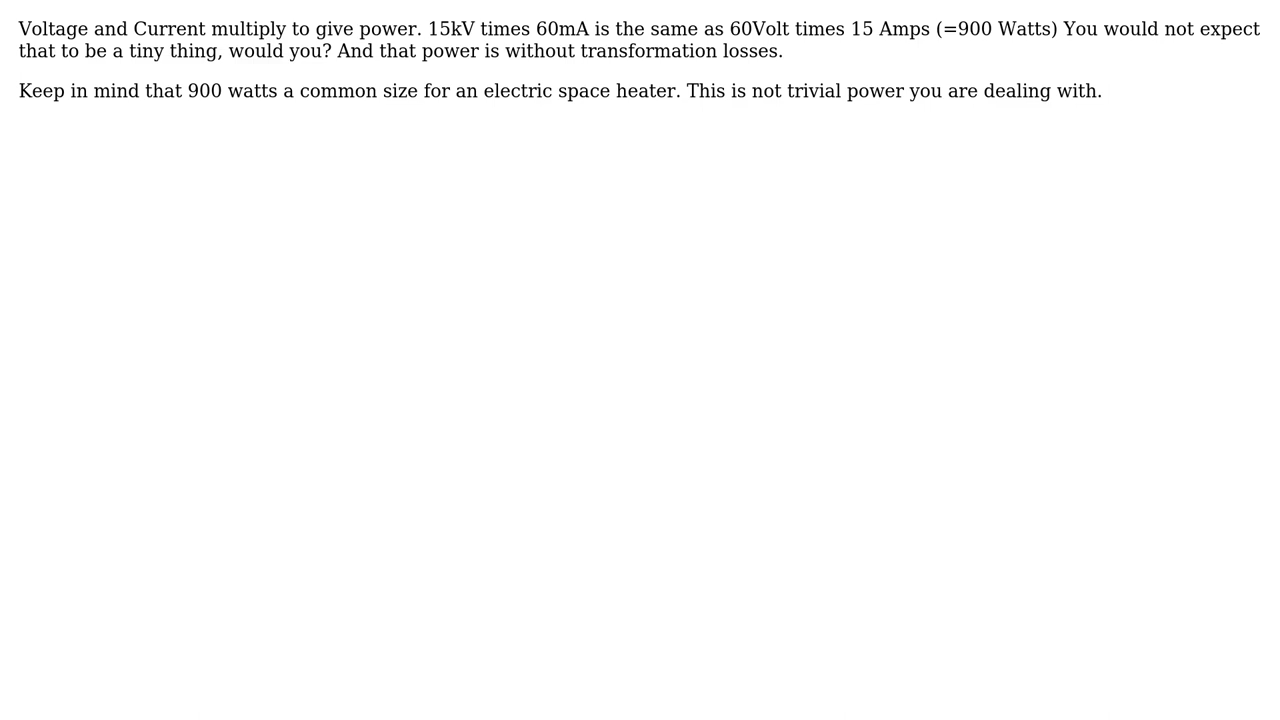 Voltage and Current multiply to give power. 15kV times 60mA is the same as 60Volt times 15 Amps (=900 Watts) You would not expect
that to be a tiny thing, would you? And that power is without transformation losses.
Keep in mind that 900 watts a common size for an electric space heater. This is not trivial power you are dealing with.